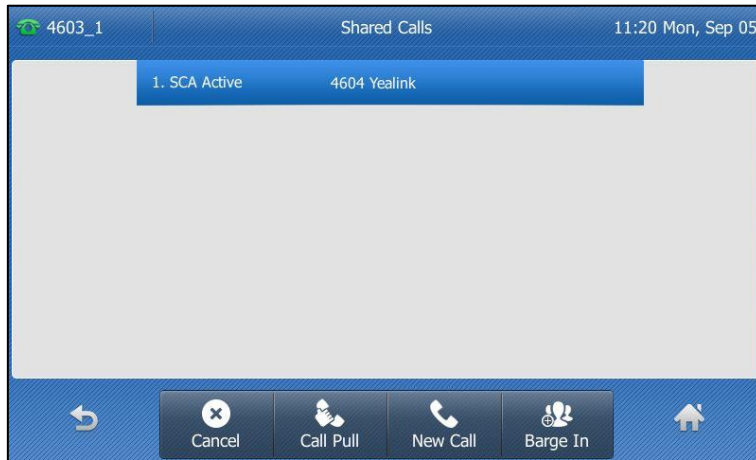 4603_1 Shared Calls 11:20 Mon, Sep 05
1. SCA Active 4604 Yealink
Cancel Call Pull New Call Barge In